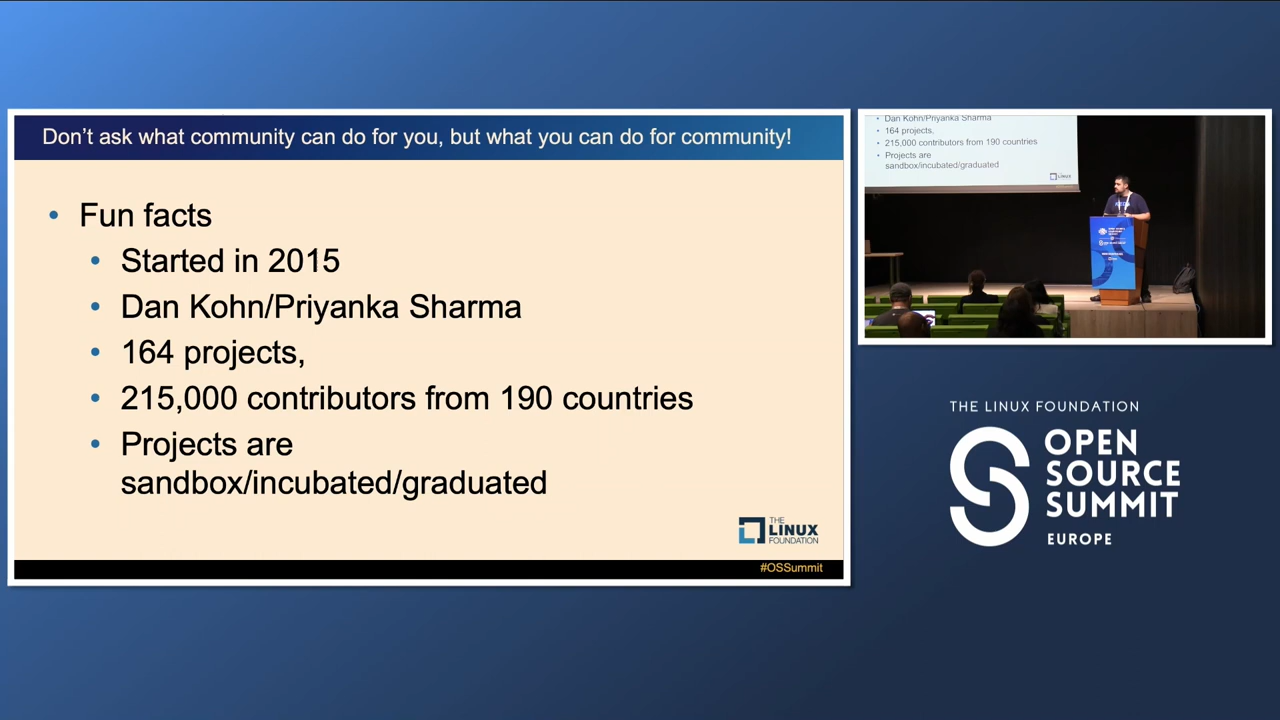 Don't ask what community can do for you, but what you can do for community!
• Fun facts
• Started in 2015
• Dan Kohn/Priyanka Sharma
• 164 projects,
• 215,000 contributors from 190 countries
• Projects are
sandbox/incubated/graduated
THE
LINUX
FOUNDATION
#OSSummit
• Dan Kohn/Priyanka Sharma
• 164 projects,
• 215,000 contributors from 190 countries
• Projects are
sandbox/incubated/graduated
LINUX
THE LINUX FOUNDATION
OPEN
SOURCE
SUMMIT
EUROPE